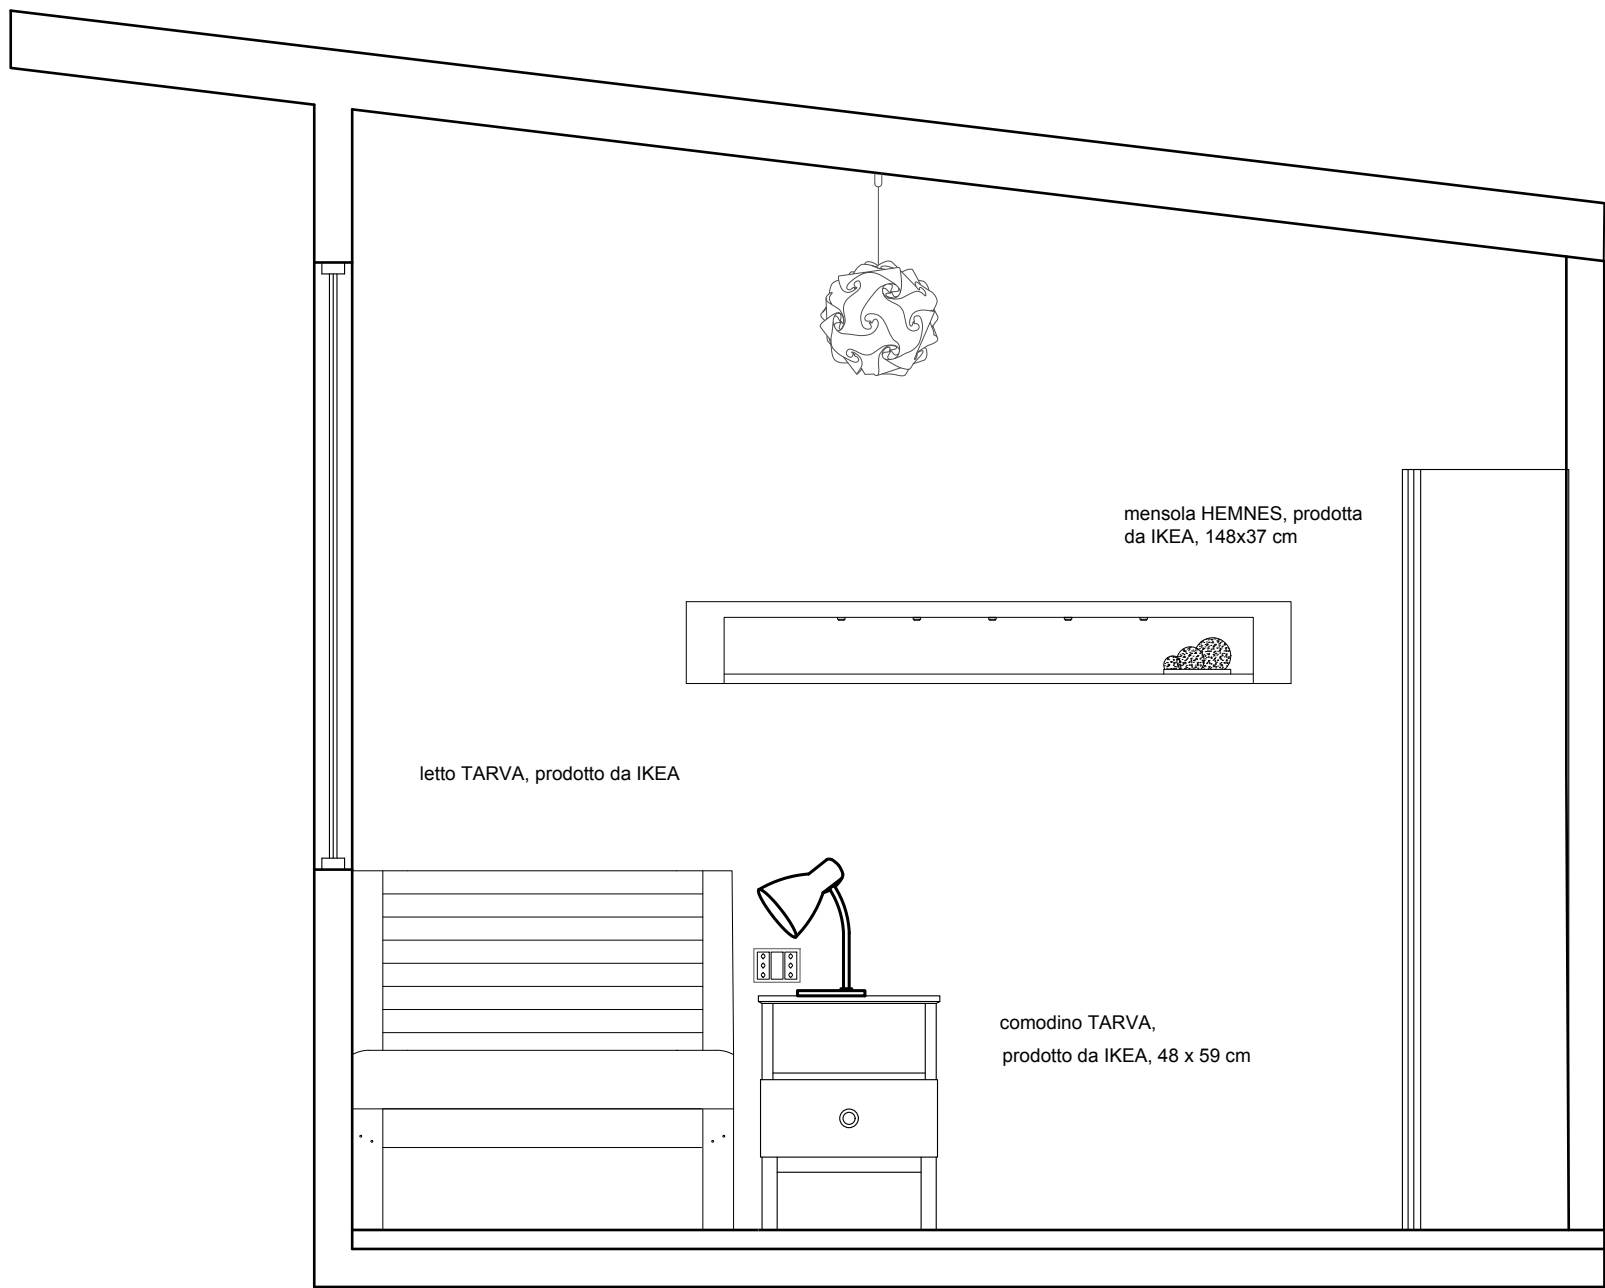 mensola HEMNES, prodotta
da IKEA, 148x37 cm
letto TARVA, prodotto da IKEA
comodino TARVA,
prodotto da IKEA, 48 x 59 cm